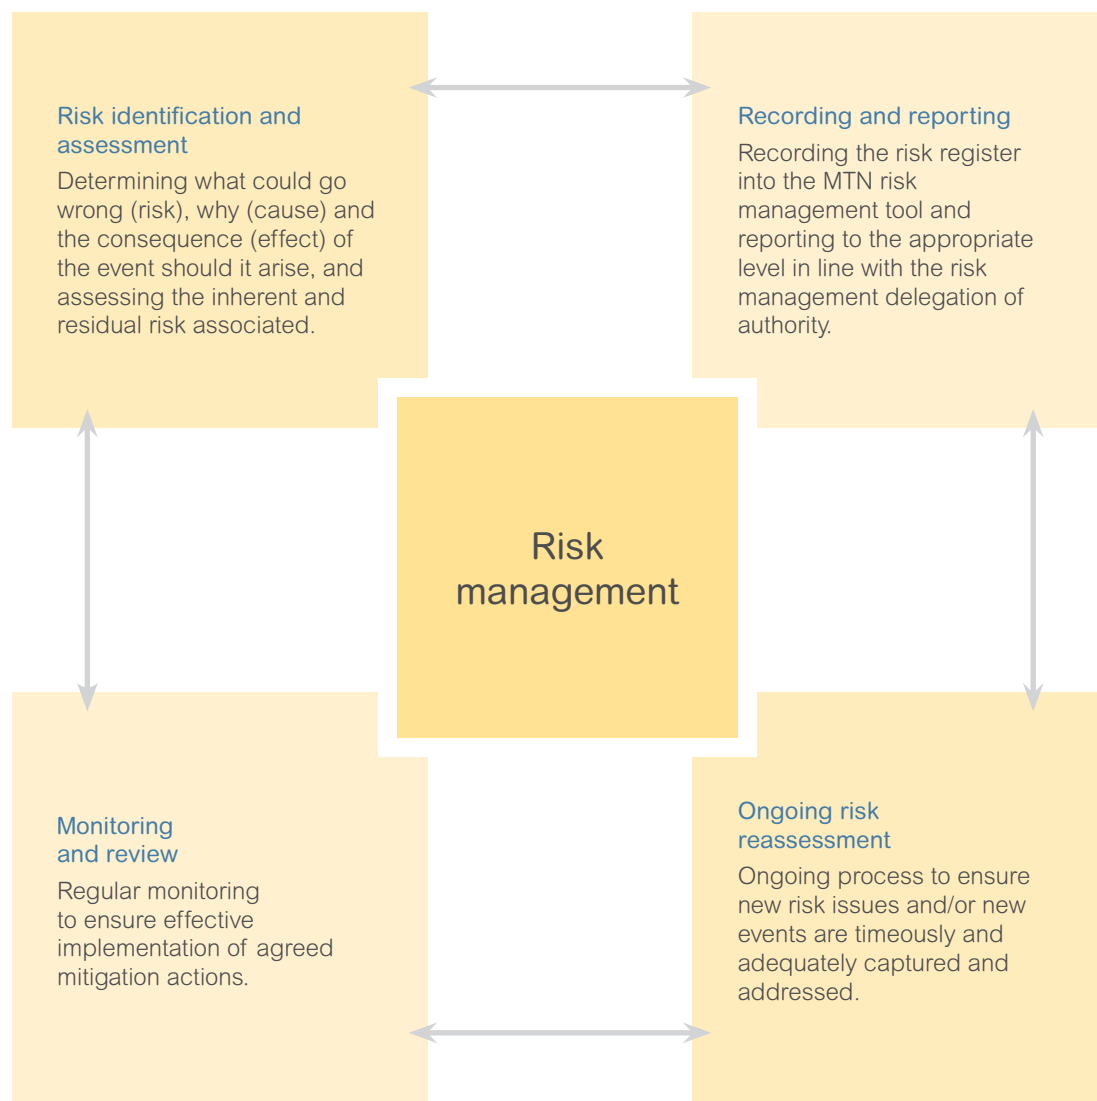 Risk identification and
assessment
Determining what could go
wrong (risk), why (cause) and
the consequence (effect) of
the event should it arise, and
assessing the inherent and
residual risk associated.
Recording and reporting
Recording the risk register
into the MTN risk
management tool and
reporting to the appropriate
level in line with the risk
management delegation of
authority.
Risk
management
Monitoring
and review
Regular monitoring
to ensure effective
implementation of agreed
mitigation actions.
Ongoing risk
reassessment
Ongoing process to ensure
new risk issues and/or new
events are timeously and
adequately captured and
addressed.